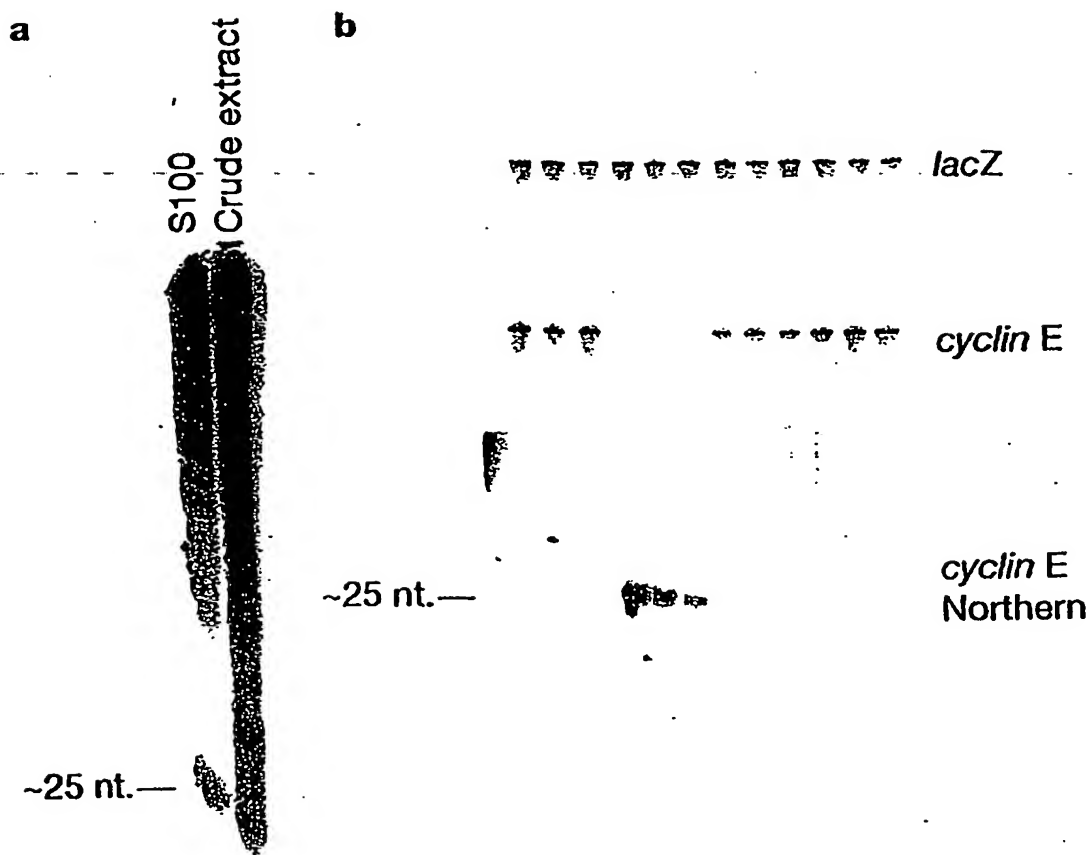 a
b
S100
Crude extract
lacZ
cyclin E
cyclin E
Northern
~25 nt.
~25 nt.